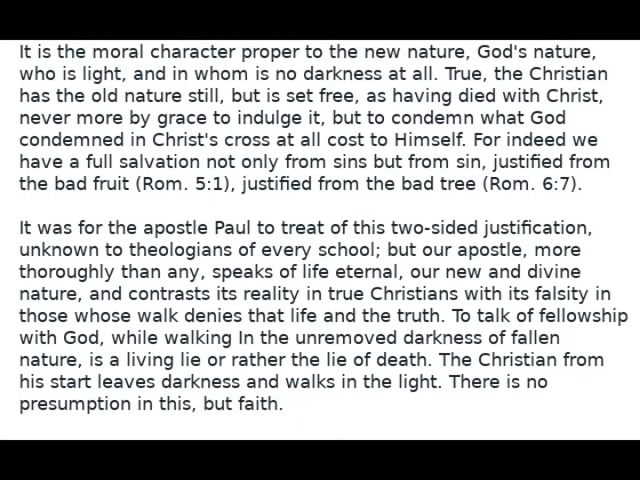 It is the moral character proper to the new nature, God's nature,
who is light, and in whom is no darkness at all. True, the Christian
has the old nature still, but is set free, as having died with Christ,
never more by grace to indulge it, but to condemn what God
condemned in Christ's cross at all cost to Himself. For indeed we
have a full salvation not only from sins but from sin, justified from
the bad fruit (Rom. 5:1), justified from the bad tree (Rom. 6:7).
It was for the apostle Paul to treat of this two-sided justification,
unknown to theologians of every school; but our apostle, more
thoroughly than any, speaks of life eternal, our new and divine
nature, and contrasts its reality in true Christians with its falsity in
those whose walk denies that life and the truth. To talk of fellowship
with God, while walking In the unremoved darkness of fallen
nature, is a living lie or rather the lie of death. The Christian from
his start leaves darkness and walks in the light. There is no
presumption in this, but faith.